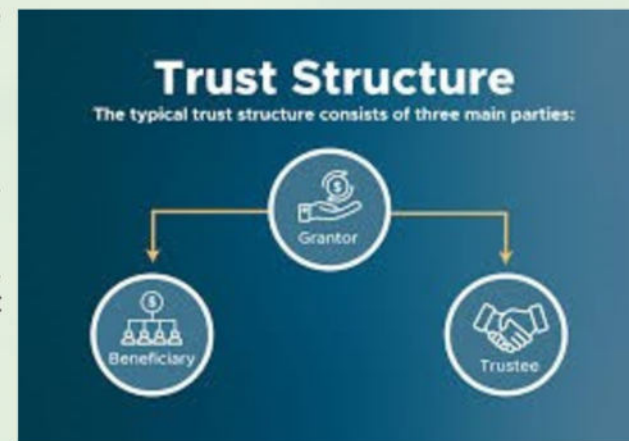 Trust Structure
The typical trust structure consists of three main parties:
$
Grantor
$
Beneficiary
Trustee